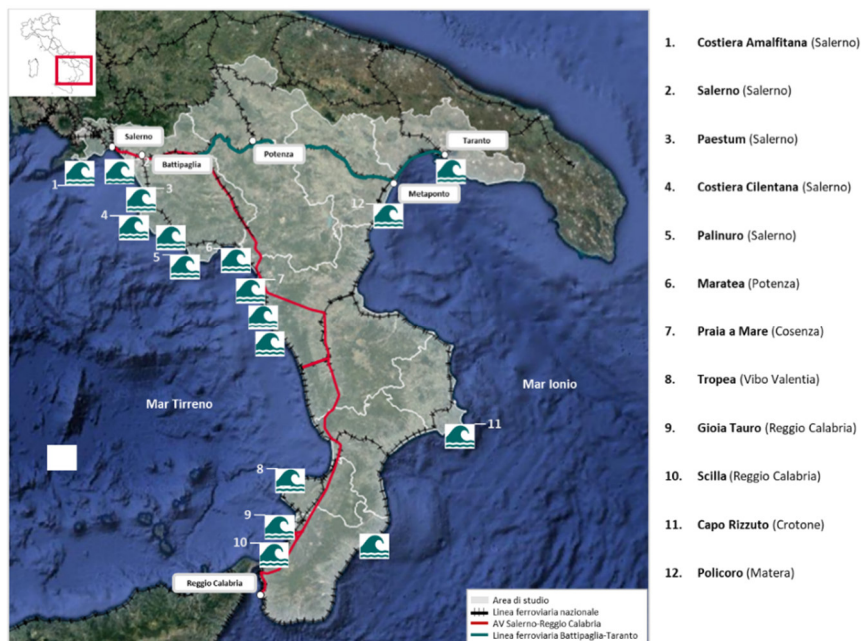 Salerno
Battipaglia
Potenza
Taranto
Metaponto
1
3
4
5
6
7
12
Mar Tirreno
Mar Ionio
11
8
9
10
Reggio Calabria
Area di studio
Linea ferroviaria nazionale
AV Salerno-Reggio Calabria
Linea ferroviaria Battipaglia-Taranto
1. Costiera Amalfitana (Salerno)
2. Salerno (Salerno)
3. Paestum (Salerno)
4. Costiera Cilentana (Salerno)
5. Palinuro (Salerno)
6. Maratea (Potenza)
7. Praia a Mare (Cosenza)
8. Tropea (Vibo Valentia)
9. Gioia Tauro (Reggio Calabria)
10. Scilla (Reggio Calabria)
11. Capo Rizzuto (Crotone)
12. Policoro (Matera)